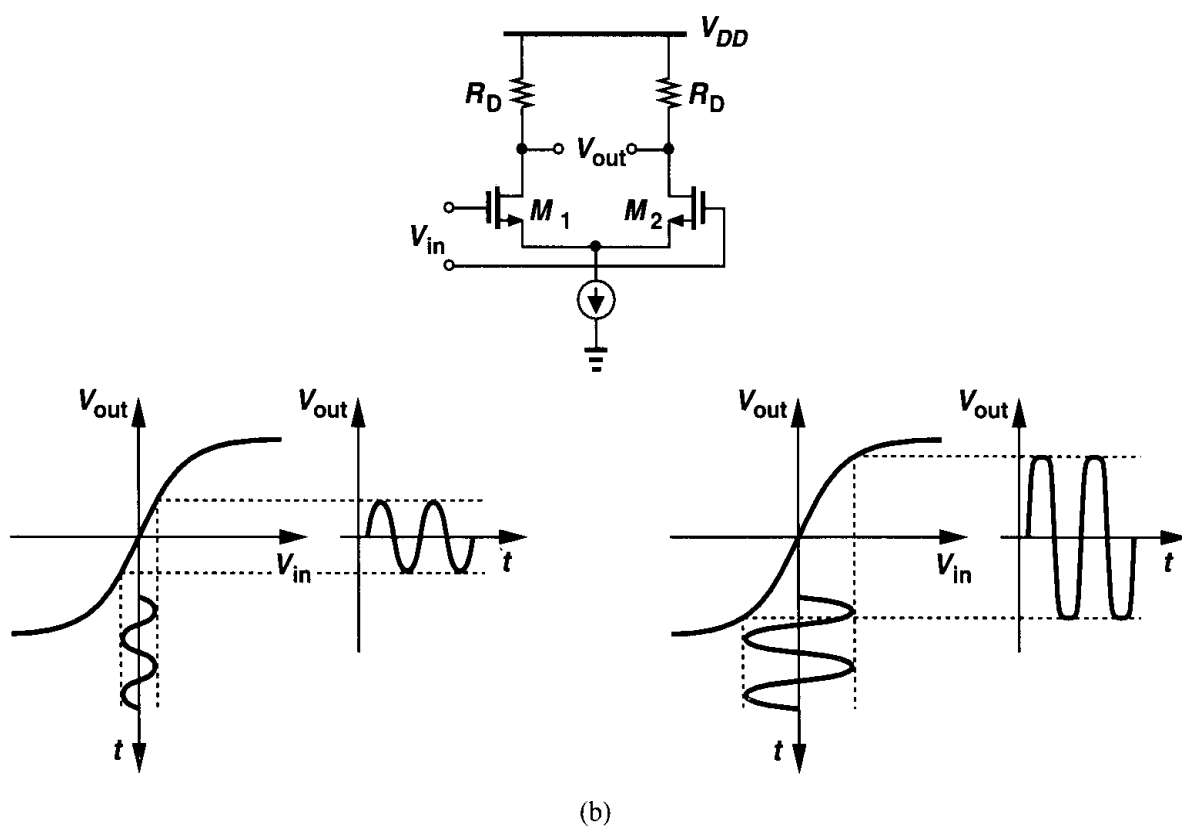 V_DD
R_D R_D
V_out
M_1 M_2
V_in
V_out V_out V_out V_out
V_in t V_in t
t t
(b)